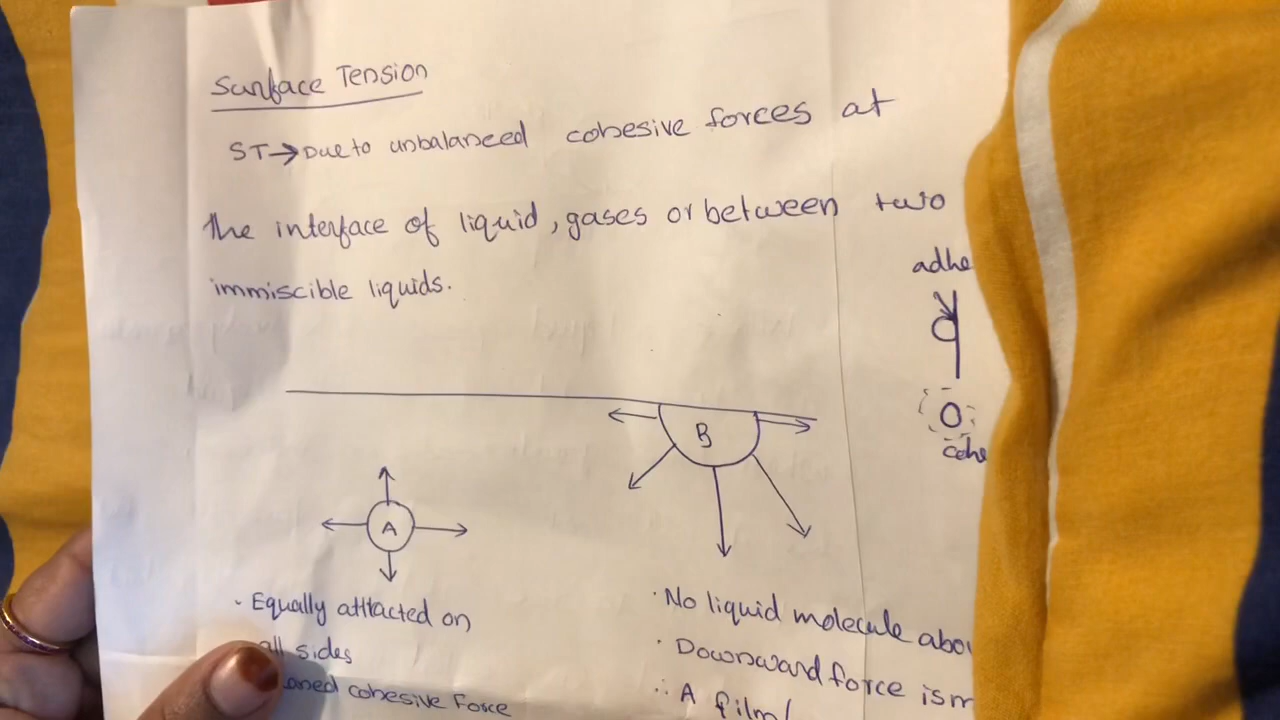 Surface Tension
ST→Due to unbalanced cohesive forces at
the interface of liquid, gases or between two
immiscible liquids.
adhe
B
cohe
A
· Equally attracted on
all sides
cohesive Force
· No liquid molecule abov
· Downward force is m
∴ A film